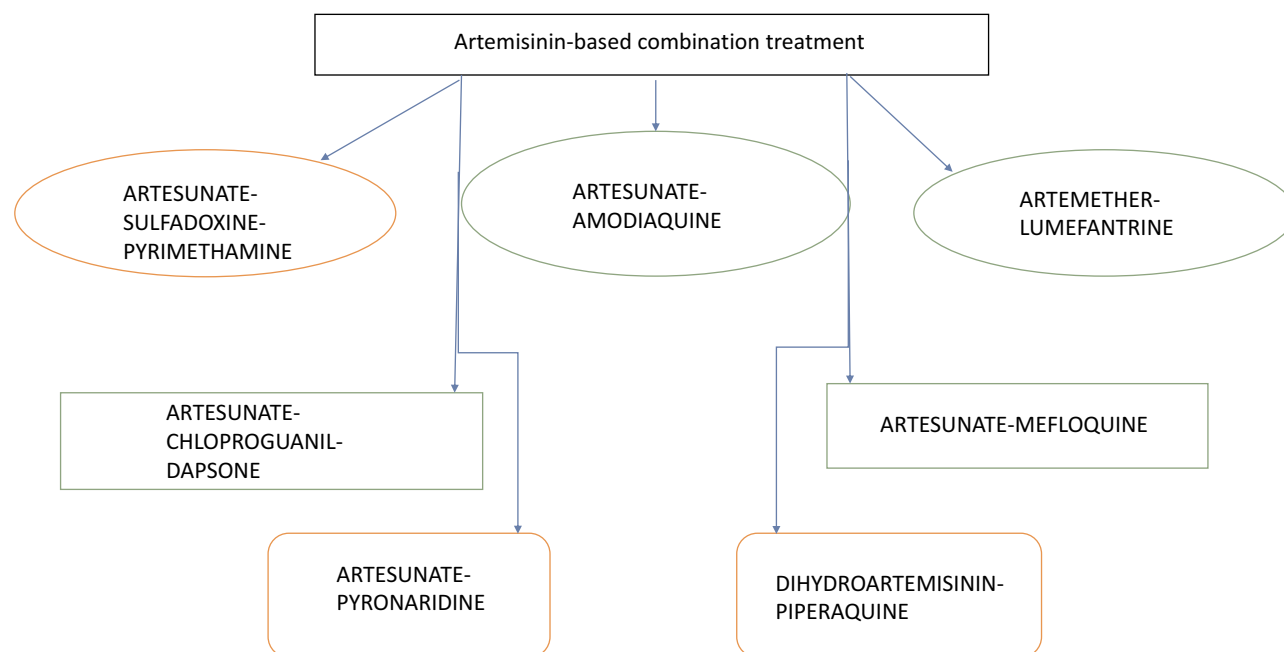 Artemisinin-based combination treatment
ARTESUNATE-
SULFADOXINE-
PYRIMETHAMINE
ARTESUNATE-
AMODIAQUINE
ARTEMETHER-
LUMEFANTRINE
ARTESUNATE-
CHLOPROGUANIL-
DAPSONE
ARTESUNATE-MEFLOQUINE
ARTESUNATE-
PYRONARIDINE
DIHYDROARTEMISININ-
PIPERAQUINE